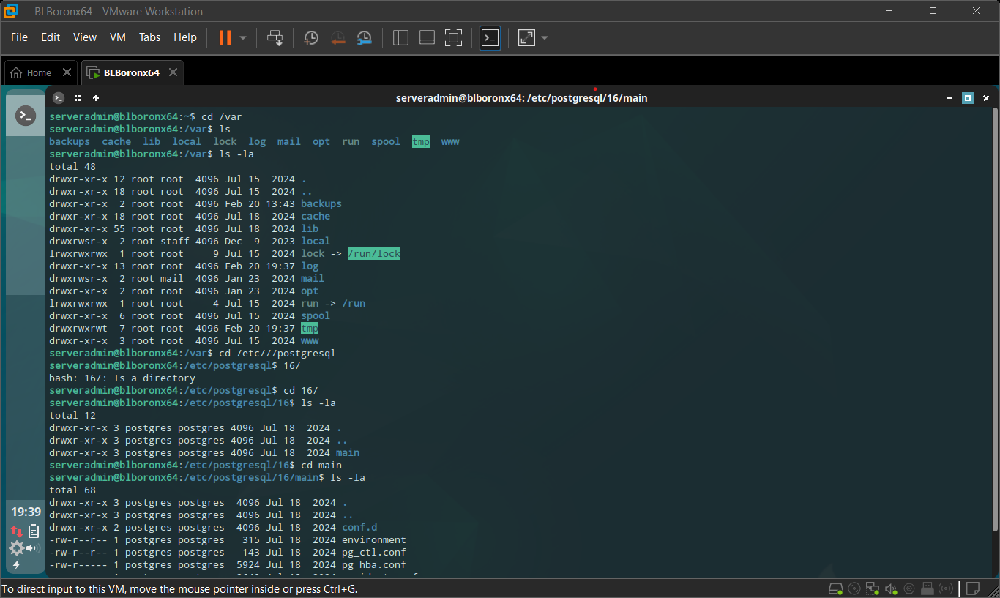 BLBoronx64 - VMware Workstation
File Edit View VM Tabs Help
Home BLBoronx64
serveradmin@blboronx64: /etc/postgresql/16/main
serveradmin@blboronx64:~$ cd /var
serveradmin@blboronx64:/var$ ls
backups cache lib local lock log mail opt run spool tmp www
serveradmin@blboronx64:/var$ ls -la
total 48
drwxr-xr-x 12 root root 4096 Jul 15 2024 .
drwxr-xr-x 18 root root 4096 Jul 15 2024 ..
drwxr-xr-x 2 root root 4096 Feb 20 13:43 backups
drwxr-xr-x 18 root root 4096 Jul 18 2024 cache
drwxr-xr-x 55 root root 4096 Jul 18 2024 lib
drwxrwsr-x 2 root staff 4096 Dec 9 2023 local
lrwxrwxrwx 1 root root 9 Jul 15 2024 lock -> /run/lock
drwxr-xr-x 13 root root 4096 Feb 20 19:37 log
drwxrwsr-x 2 root mail 4096 Jan 23 2024 mail
drwxr-xr-x 2 root root 4096 Jan 23 2024 opt
lrwxrwxrwx 1 root root 4 Jul 15 2024 run -> /run
drwxr-xr-x 6 root root 4096 Jul 15 2024 spool
drwxrwxrwt 7 root root 4096 Feb 20 19:37 tmp
drwxr-xr-x 3 root root 4096 Jul 15 2024 www
serveradmin@blboronx64:/var$ cd /etc///postgresql
serveradmin@blboronx64:/etc/postgresql$ 16/
bash: 16/: Is a directory
serveradmin@blboronx64:/etc/postgresql$ cd 16/
serveradmin@blboronx64:/etc/postgresql/16$ ls -la
total 12
drwxr-xr-x 3 postgres postgres 4096 Jul 18 2024 .
drwxr-xr-x 3 postgres postgres 4096 Jul 18 2024 ..
drwxr-xr-x 3 postgres postgres 4096 Jul 18 2024 main
serveradmin@blboronx64:/etc/postgresql/16$ cd main
serveradmin@blboronx64:/etc/postgresql/16/main$ ls -la
total 68
drwxr-xr-x 3 postgres postgres 4096 Jul 18 2024 .
drwxr-xr-x 3 postgres postgres 4096 Jul 18 2024 ..
drwxr-xr-x 2 postgres postgres 4096 Jul 18 2024 conf.d
-rw-r--r-- 1 postgres postgres 315 Jul 18 2024 environment
-rw-r--r-- 1 postgres postgres 143 Jul 18 2024 pg_ctl.conf
-rw-r----- 1 postgres postgres 5924 Jul 18 2024 pg_hba.conf
19:39
To direct input to this VM, move the mouse pointer inside or press Ctrl+G.